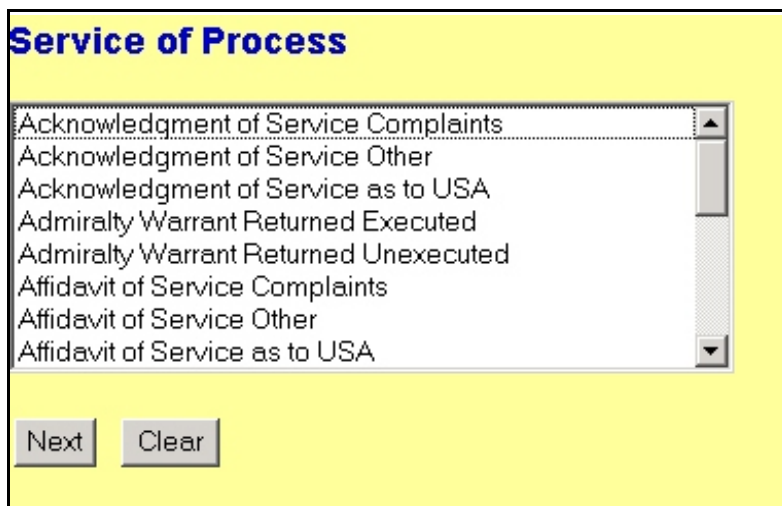 Service of Process
Acknowledgment of Service Complaints
Acknowledgment of Service Other
Acknowledgment of Service as to USA
Admiralty Warrant Returned Executed
Admiralty Warrant Returned Unexecuted
Affidavit of Service Complaints
Affidavit of Service Other
Affidavit of Service as to USA
Next Clear